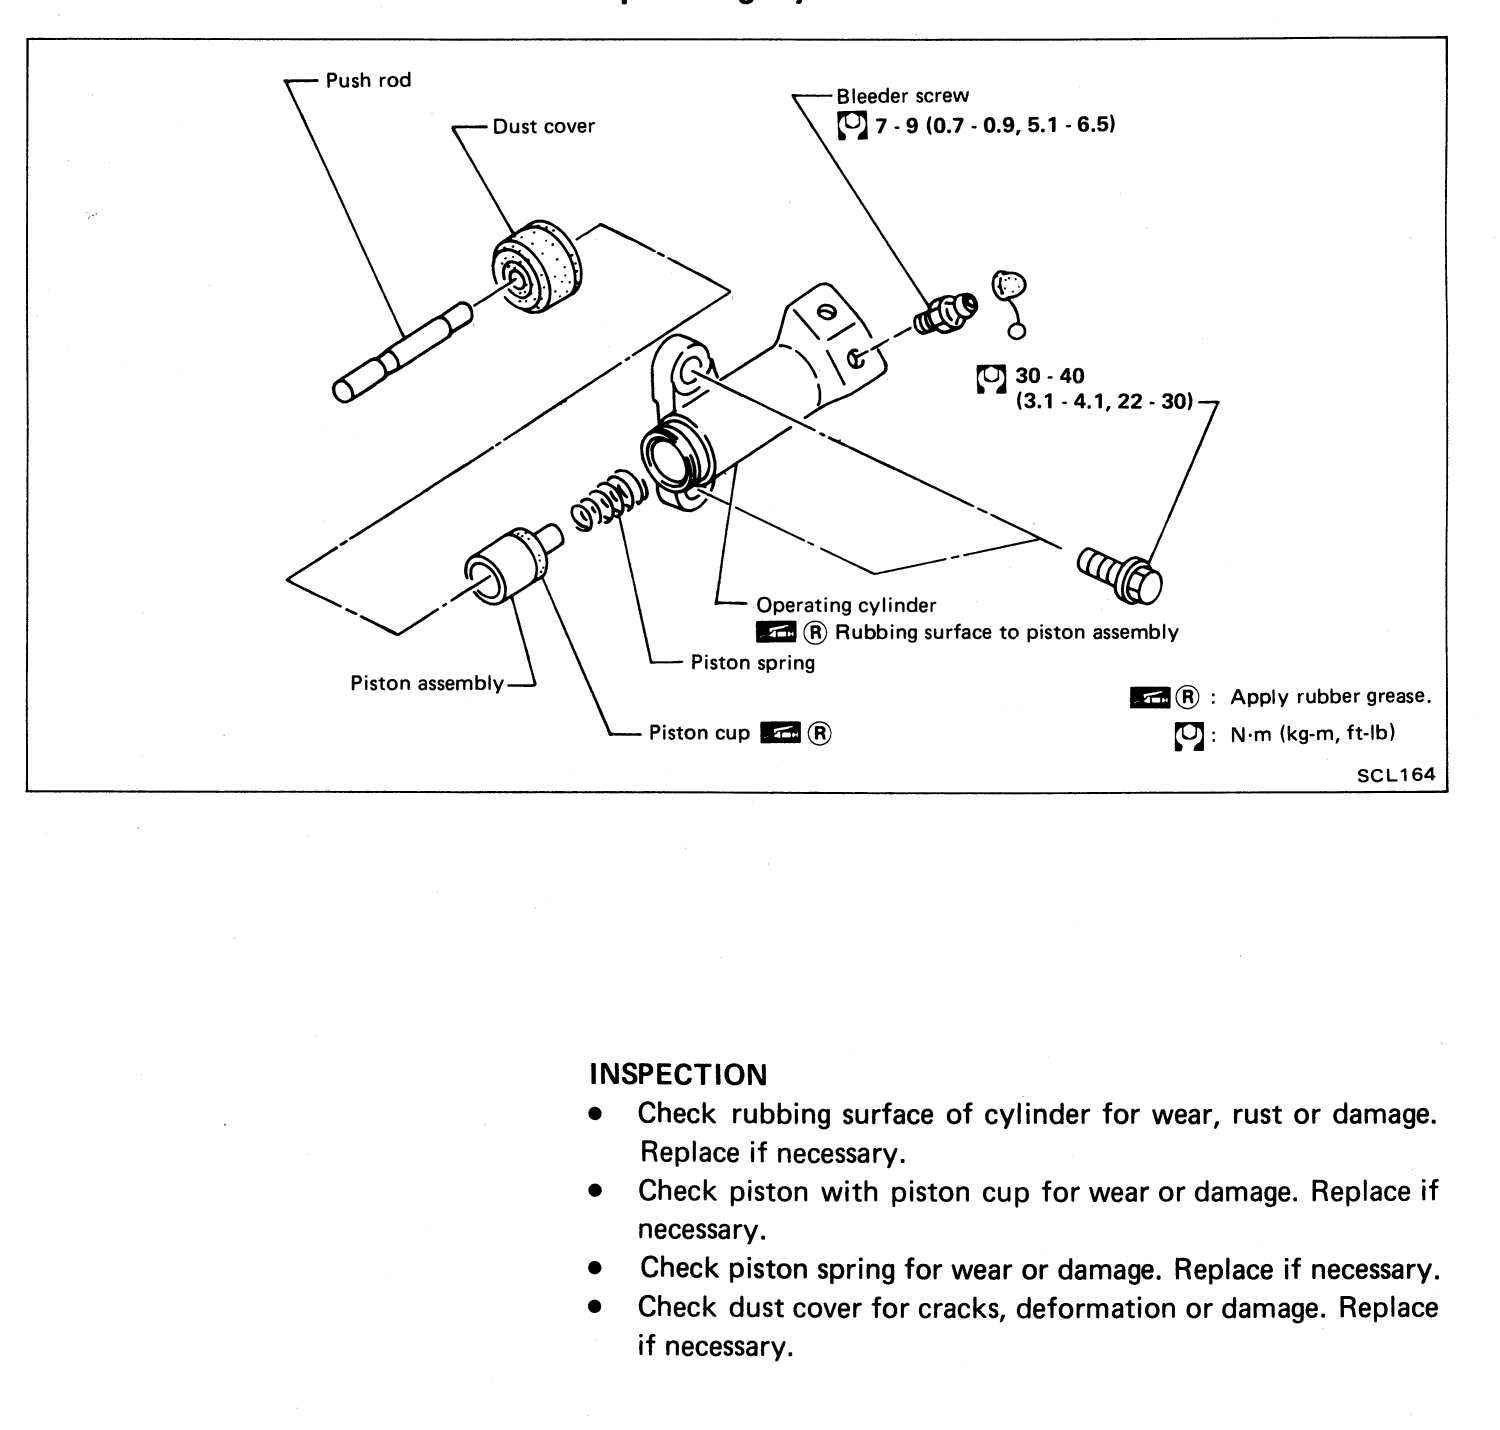 Push rod
Dust cover
Bleeder screw
7 - 9 (0.7 - 0.9, 5.1 - 6.5)
30 - 40
(3.1 - 4.1, 22 - 30)
Operating cylinder
Ⓡ Rubbing surface to piston assembly
Piston spring
Piston assembly
Piston cup Ⓡ
Ⓡ : Apply rubber grease.
: N·m (kg-m, ft-lb)
SCL164
INSPECTION
● Check rubbing surface of cylinder for wear, rust or damage.
Replace if necessary.
● Check piston with piston cup for wear or damage. Replace if
necessary.
● Check piston spring for wear or damage. Replace if necessary.
● Check dust cover for cracks, deformation or damage. Replace
if necessary.